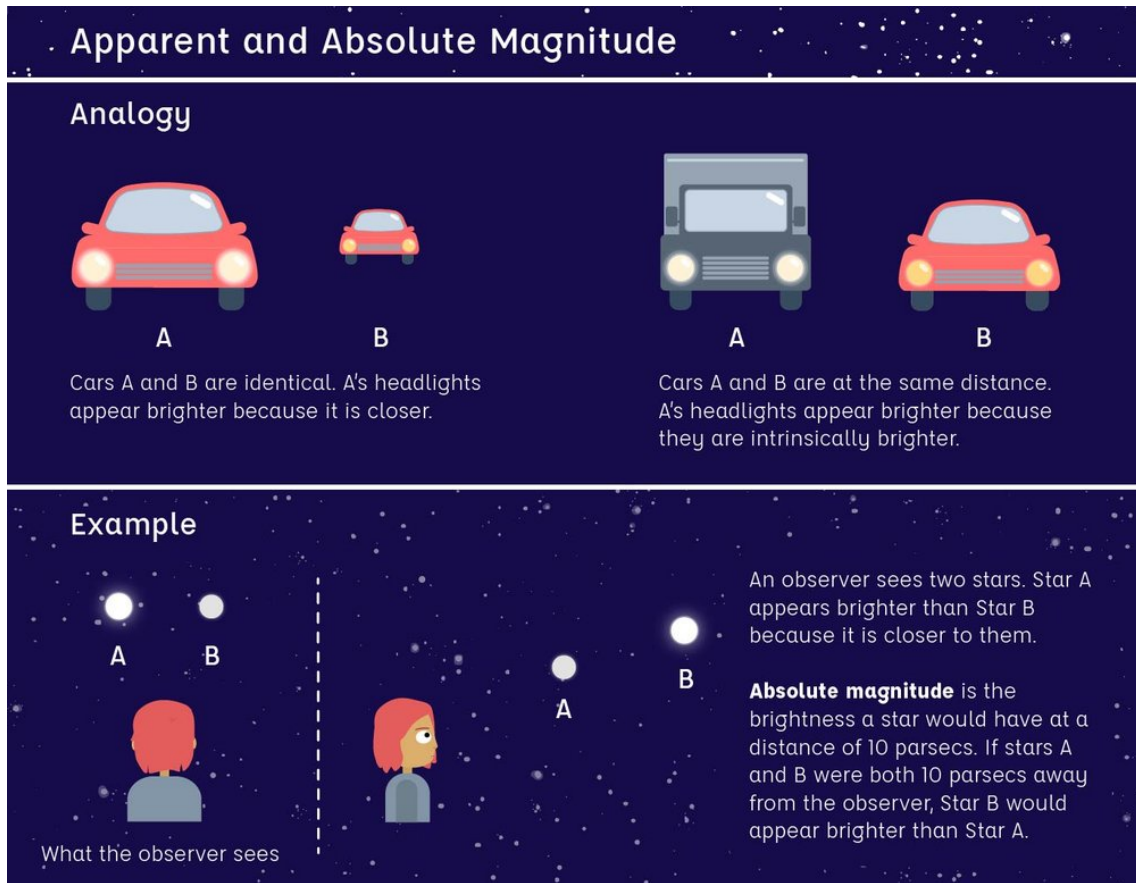 Apparent and Absolute Magnitude
Analogy
A
B
Cars A and B are identical. A's headlights
appear brighter because it is closer.
A
B
Cars A and B are at the same distance.
A's headlights appear brighter because
they are intrinsically brighter.
Example
A
B
What the observer sees
A
B
An observer sees two stars. Star A
appears brighter than Star B
because it is closer to them.
Absolute magnitude is the
brightness a star would have at a
distance of 10 parsecs. If stars A
and B were both 10 parsecs away
from the observer, Star B would
appear brighter than Star A.